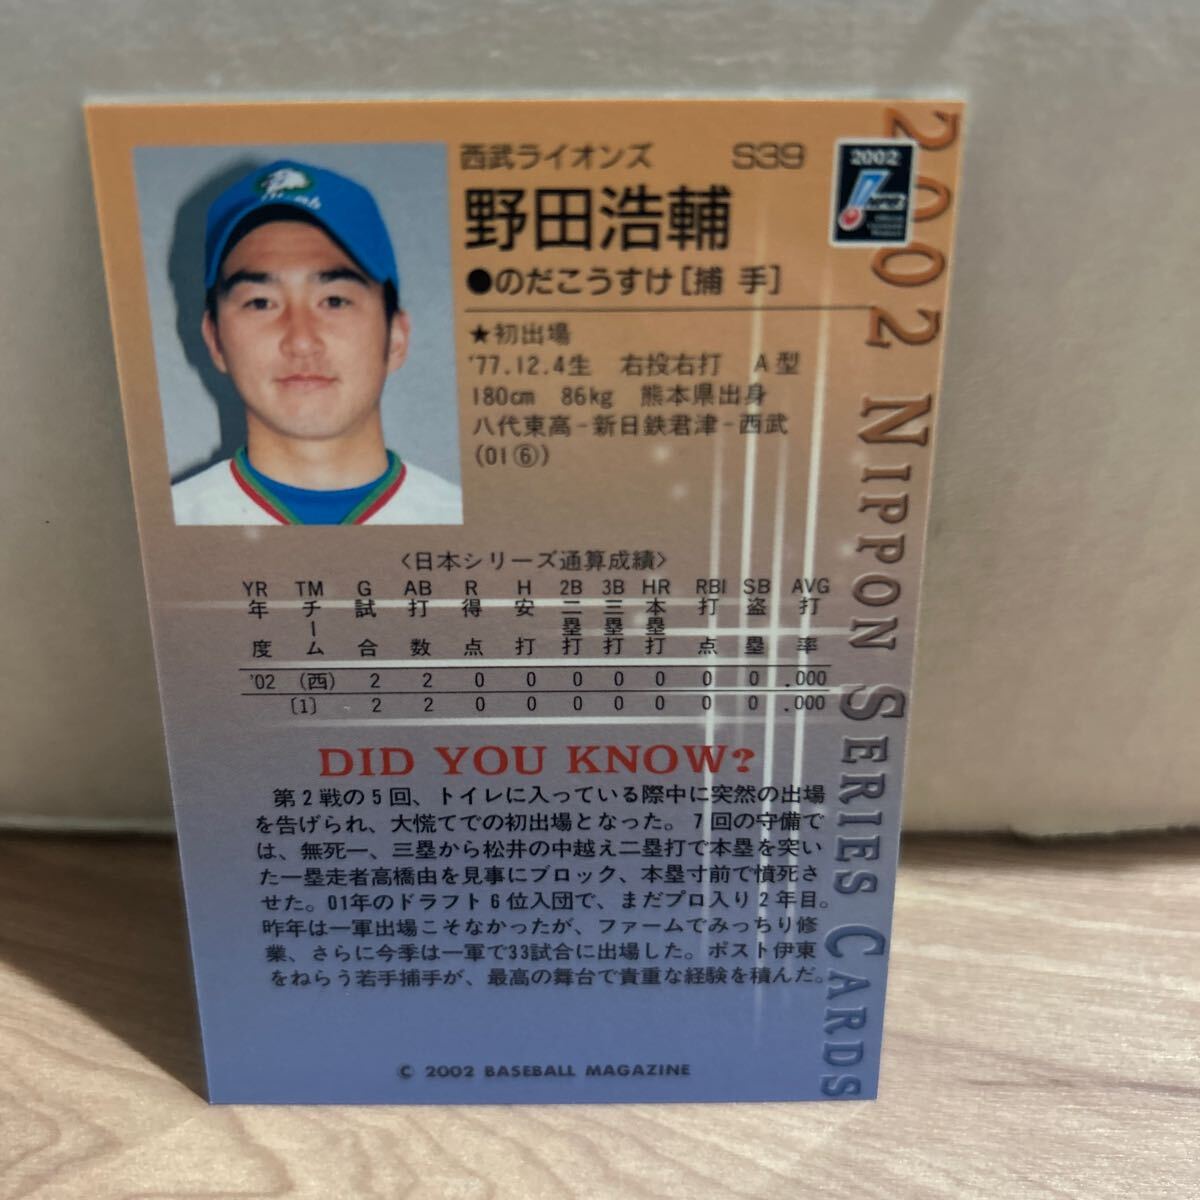 西武ライオンズ S39
野田浩輔
●のだこうすけ[捕 手]
★初出場
'77.12.4生 右投右打 A型
180cm 86kg 熊本県出身
八代東高-新日鉄君津-西武
(01⑥)
2002
2002 NIPPON SERIES CARDS
〈日本シリーズ通算成績〉
YR TM G AB R H 2B 3B HR RBI SB AVG
年度 チーム 試合 打数 得点 安打 二塁打 三塁打 本塁打 打点 盗塁 打率
'02 (西) 2 2 0 0 0 0 0 0 0 .000
[1] 2 2 0 0 0 0 0 0 0 .000
DID YOU KNOW?
第2戦の5回、トイレに入っている際中に突然の出場
を告げられ、大慌てでの初出場となった。7回の守備で
は、無死一、三塁から松井の中越え二塁打で本塁を突い
た一塁走者高橋由を見事にブロック、本塁寸前で憤死さ
せた。01年のドラフト6位入団で、まだプロ入り2年目。
昨年は一軍出場こそなかったが、ファームでみっちり修
業、さらに今季は一軍で33試合に出場した。ポスト伊東
をねらう若手捕手が、最高の舞台で貴重な経験を積んだ。
© 2002 BASEBALL MAGAZINE